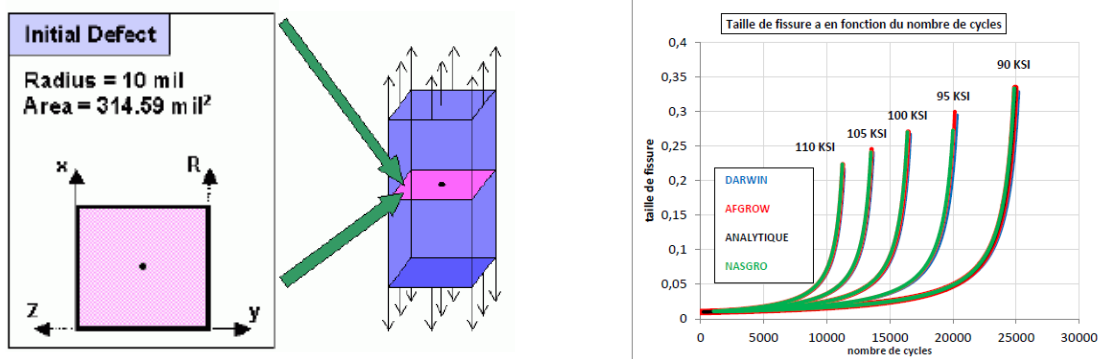 Initial Defect
Radius = 10 mil
Area = 314.59 mil²
x
R
Z
y
Taille de fissure a en fonction du nombre de cycles
0,4
0,35
0,3
0,25
0,2
0,15
0,1
0,05
0
taille de fissure
90 KSI
95 KSI
100 KSI
105 KSI
110 KSI
DARWIN
AFGROW
ANALYTIQUE
NASGRO
0
5000
10000
15000
20000
25000
30000
nombre de cycles